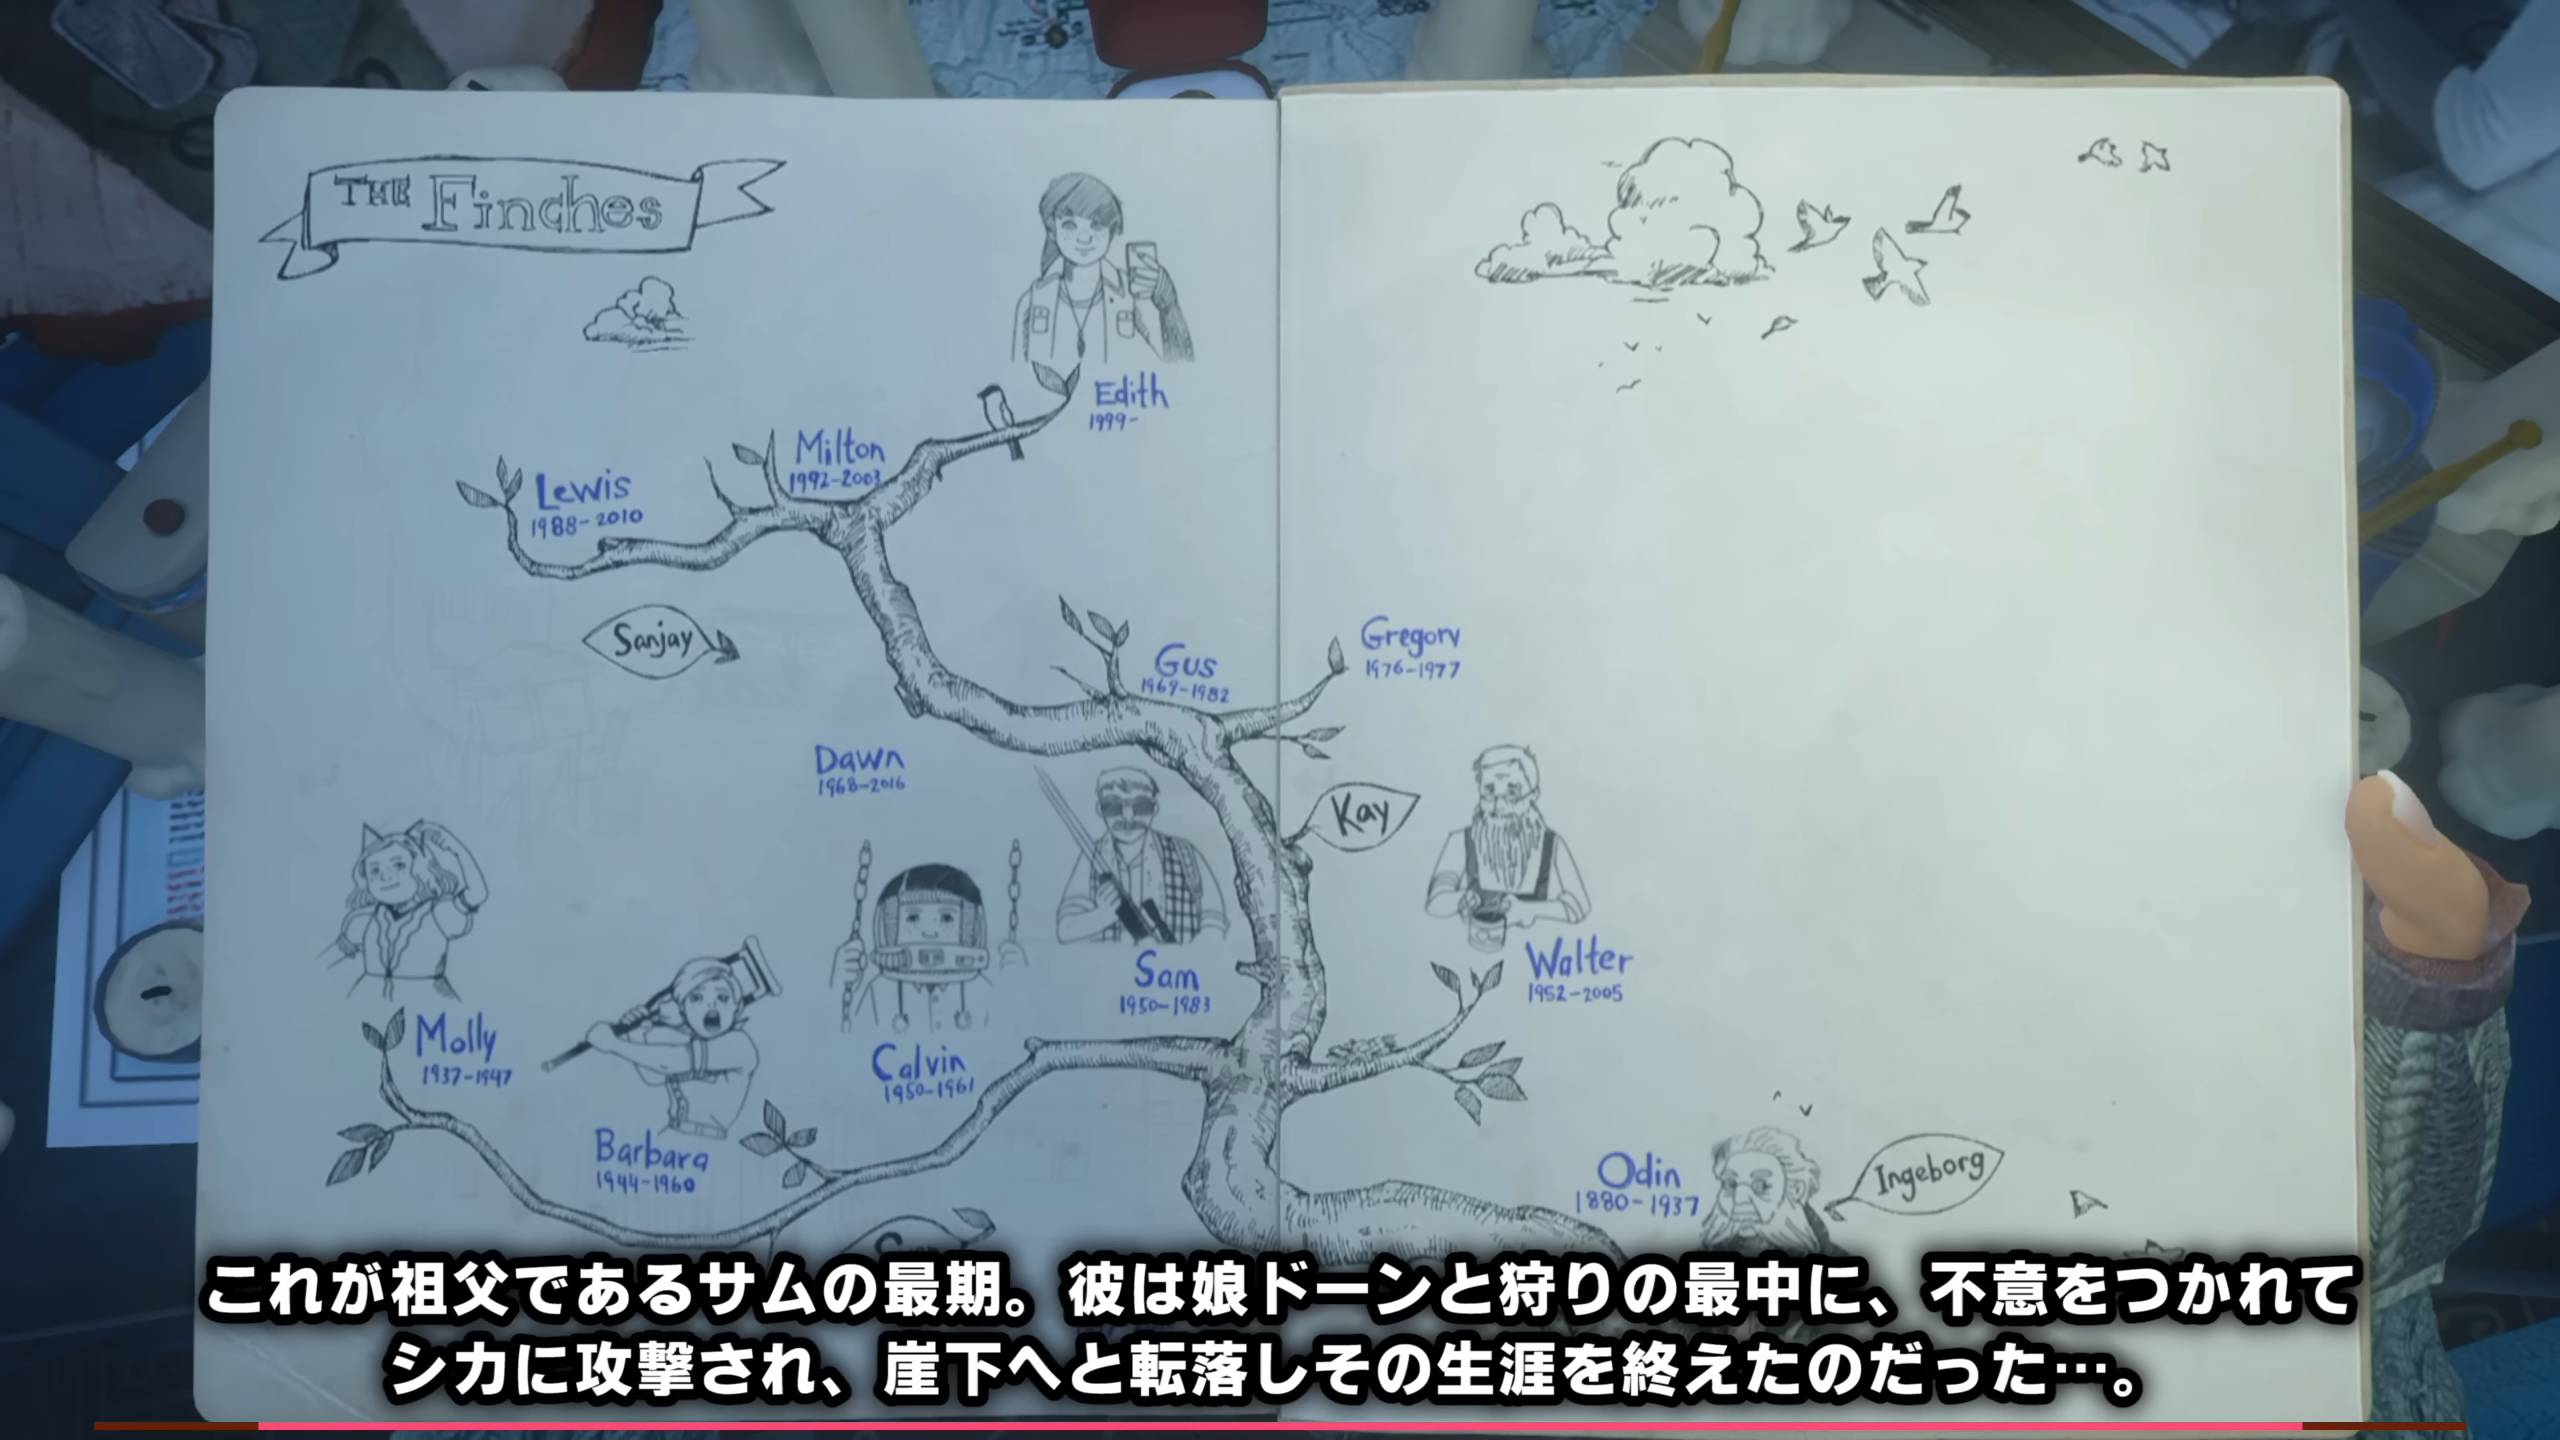 THE Finches
Edith
1999-
Milton
1992-2003
Lewis
1988-2010
Sanjay
Gregory
1976-1977
Gus
1969-1982
Dawn
1968-2016
Kay
Walter
1952-2005
Sam
1950-1983
Calvin
1950-1961
Molly
1937-1947
Barbara
1944-1960
Odin
1880-1937
Ingeborg
これが祖父であるサムの最期。彼は娘ドーンと狩りの最中に、不意をつかれて
シカに攻撃され、崖下へと転落しその生涯を終えたのだった…。